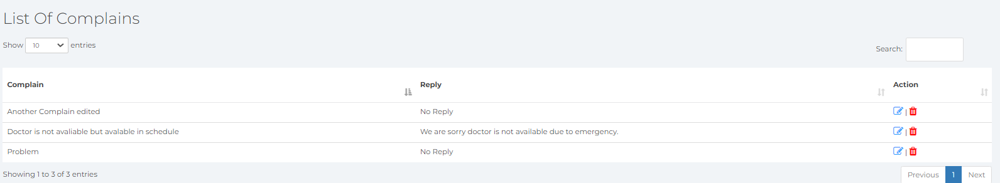 List Of Complains
Show 10 entries
Search:
Complain Reply Action
Another Complain edited No Reply |
Doctor is not avaliable but avalable in schedule We are sorry doctor is not available due to emergency. |
Problem No Reply |
Showing 1 to 3 of 3 entries
Previous 1 Next